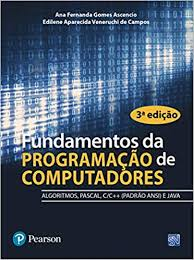 Ana Fernanda Gomes Ascencio
Edilene Aparecida Veneruchi de Campos
3ª edição
Fundamentos da
PROGRAMAÇÃO de
COMPUTADORES
ALGORITMOS, PASCAL, C/C++ (PADRÃO ANSI) E JAVA
Pearson